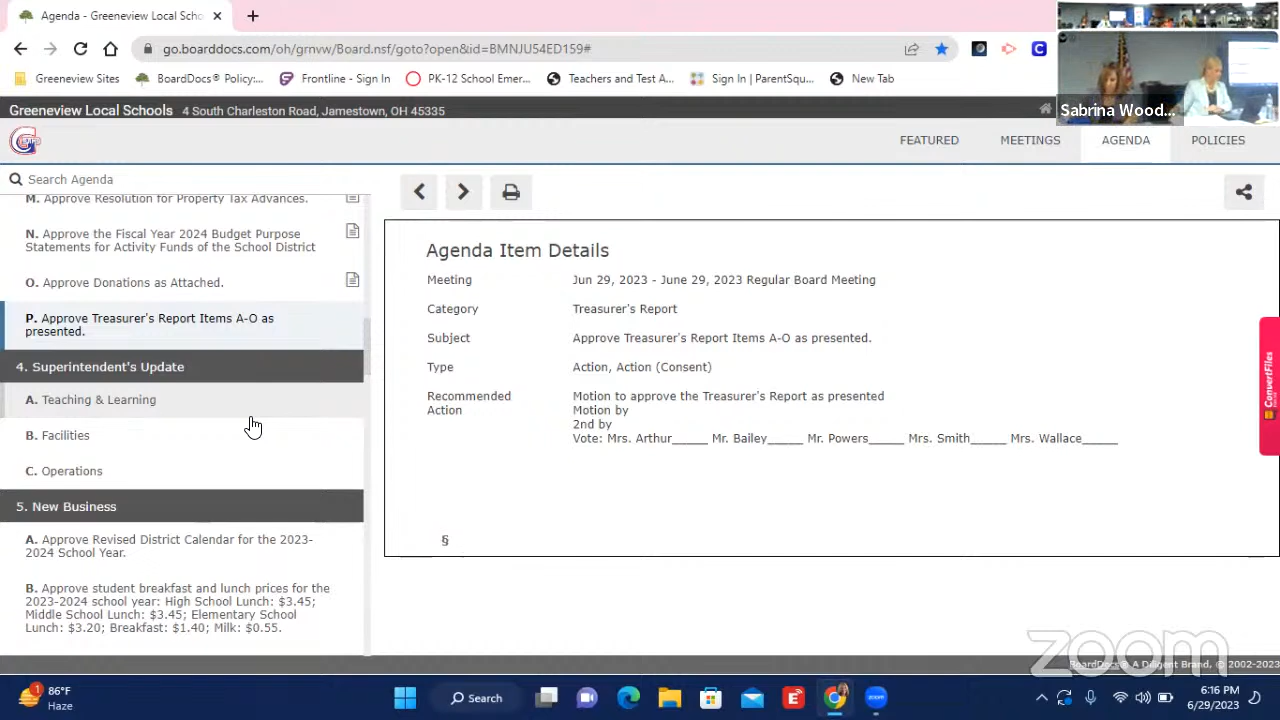 Agenda - Greeneview Local Scho
go.boarddocs.com/oh/grnvw/Board.nsf/goto?open&id=BMNJU54ED159#
Greeneview Sites
BoardDocs® Policy:...
Frontline - Sign In
PK-12 School Emer...
Teachers and Test A...
Sign In | ParentSqu...
New Tab
Sabrina Wood...
Greeneview Local Schools 4 South Charleston Road, Jamestown, OH 45335
FEATURED
MEETINGS
AGENDA
POLICIES
Search Agenda
M. Approve Resolution for Property Tax Advances.
N. Approve the Fiscal Year 2024 Budget Purpose
Statements for Activity Funds of the School District
O. Approve Donations as Attached.
P. Approve Treasurer's Report Items A-O as
presented.
4. Superintendent's Update
A. Teaching & Learning
B. Facilities
C. Operations
5. New Business
A. Approve Revised District Calendar for the 2023-
2024 School Year.
B. Approve student breakfast and lunch prices for the
2023-2024 school year: High School Lunch: $3.45;
Middle School Lunch: $3.45; Elementary School
Lunch: $3.20; Breakfast: $1.40; Milk: $0.55.
Agenda Item Details
Meeting Jun 29, 2023 - June 29, 2023 Regular Board Meeting
Category Treasurer's Report
Subject Approve Treasurer's Report Items A-O as presented.
Type Action, Action (Consent)
Recommended Motion to approve the Treasurer's Report as presented
Action Motion by
2nd by
Vote: Mrs. Arthur_____ Mr. Bailey_____ Mr. Powers_____ Mrs. Smith_____ Mrs. Wallace_____
§
ConvertFiles
zoom
BoardDocs® A Diligent Brand, © 2002-2023
1
86°F
Haze
Search
zoom
6:16 PM
6/29/2023